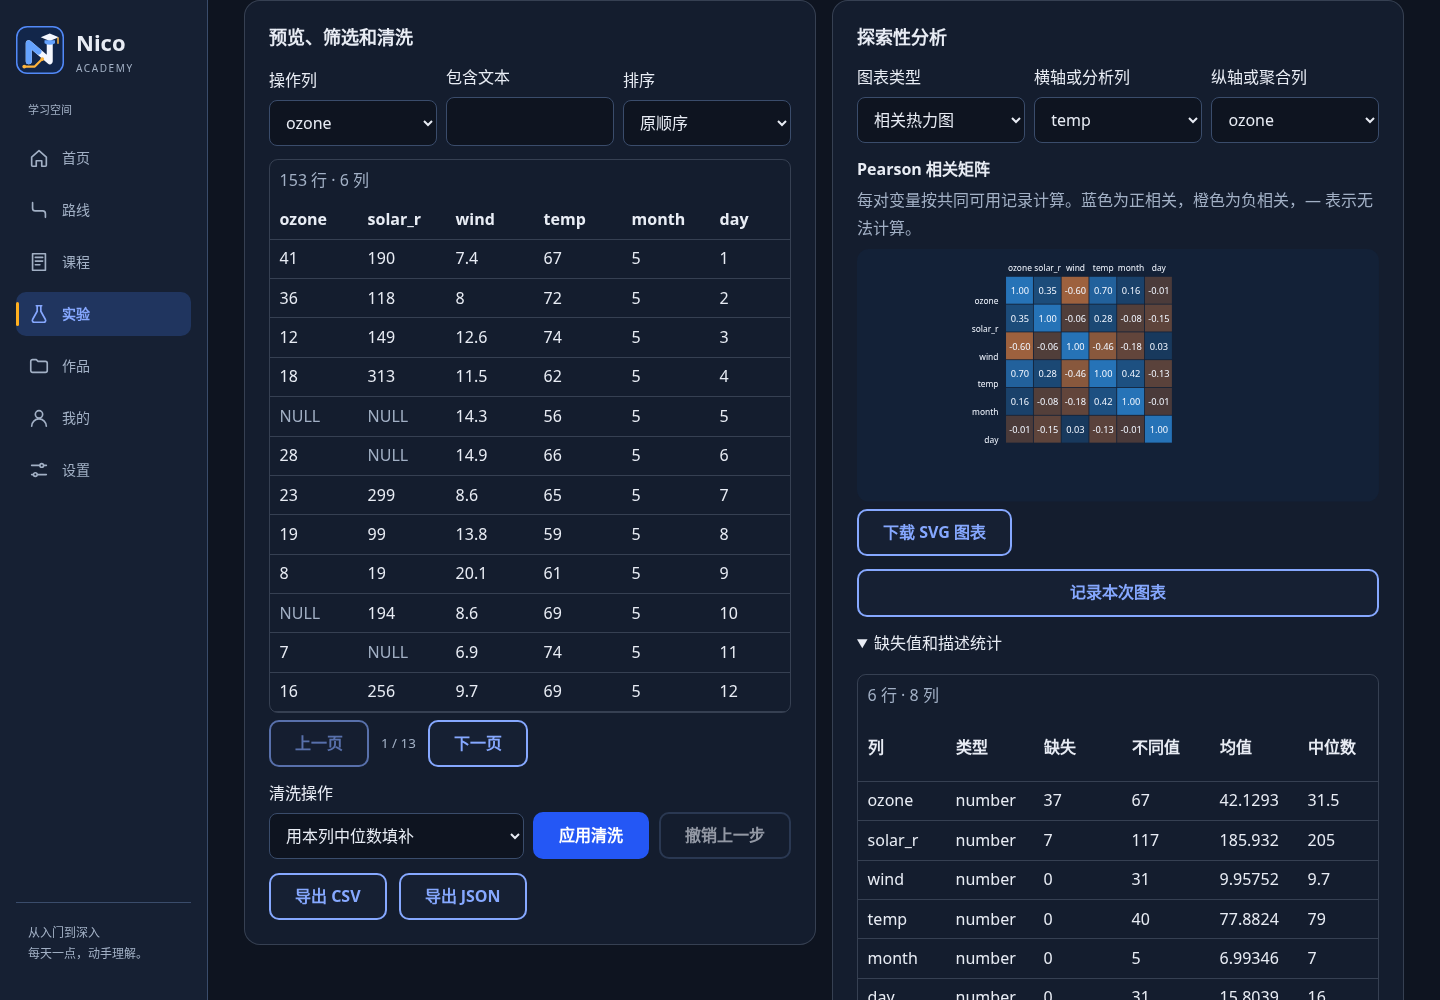 Nico
ACADEMY
学习空间
首页
路线
课程
实验
作品
我的
设置
从入门到深入
每天一点，动手理解。
预览、筛选和清洗
操作列 包含文本 排序
ozone 原顺序
153 行 · 6 列
ozone solar_r wind temp month day
41 190 7.4 67 5 1
36 118 8 72 5 2
12 149 12.6 74 5 3
18 313 11.5 62 5 4
NULL NULL 14.3 56 5 5
28 NULL 14.9 66 5 6
23 299 8.6 65 5 7
19 99 13.8 59 5 8
8 19 20.1 61 5 9
NULL 194 8.6 69 5 10
7 NULL 6.9 74 5 11
16 256 9.7 69 5 12
上一页 1 / 13 下一页
清洗操作
用本列中位数填补 应用清洗 撤销上一步
导出 CSV 导出 JSON
探索性分析
图表类型 横轴或分析列 纵轴或聚合列
相关热力图 temp ozone
Pearson 相关矩阵
每对变量按共同可用记录计算。蓝色为正相关，橙色为负相关，— 表示无
法计算。
ozone solar_r wind temp month day
ozone 1.00 0.35 -0.60 0.70 0.16 -0.01
solar_r 0.35 1.00 -0.06 0.28 -0.08 -0.15
wind -0.60 -0.06 1.00 -0.46 -0.18 0.03
temp 0.70 0.28 -0.46 1.00 0.42 -0.13
month 0.16 -0.08 -0.18 0.42 1.00 -0.01
day -0.01 -0.15 0.03 -0.13 -0.01 1.00
下载 SVG 图表
记录本次图表
▼ 缺失值和描述统计
6 行 · 8 列
列 类型 缺失 不同值 均值 中位数
ozone number 37 67 42.1293 31.5
solar_r number 7 117 185.932 205
wind number 0 31 9.95752 9.7
temp number 0 40 77.8824 79
month number 0 5 6.99346 7
day number 0 31 15.8039 16